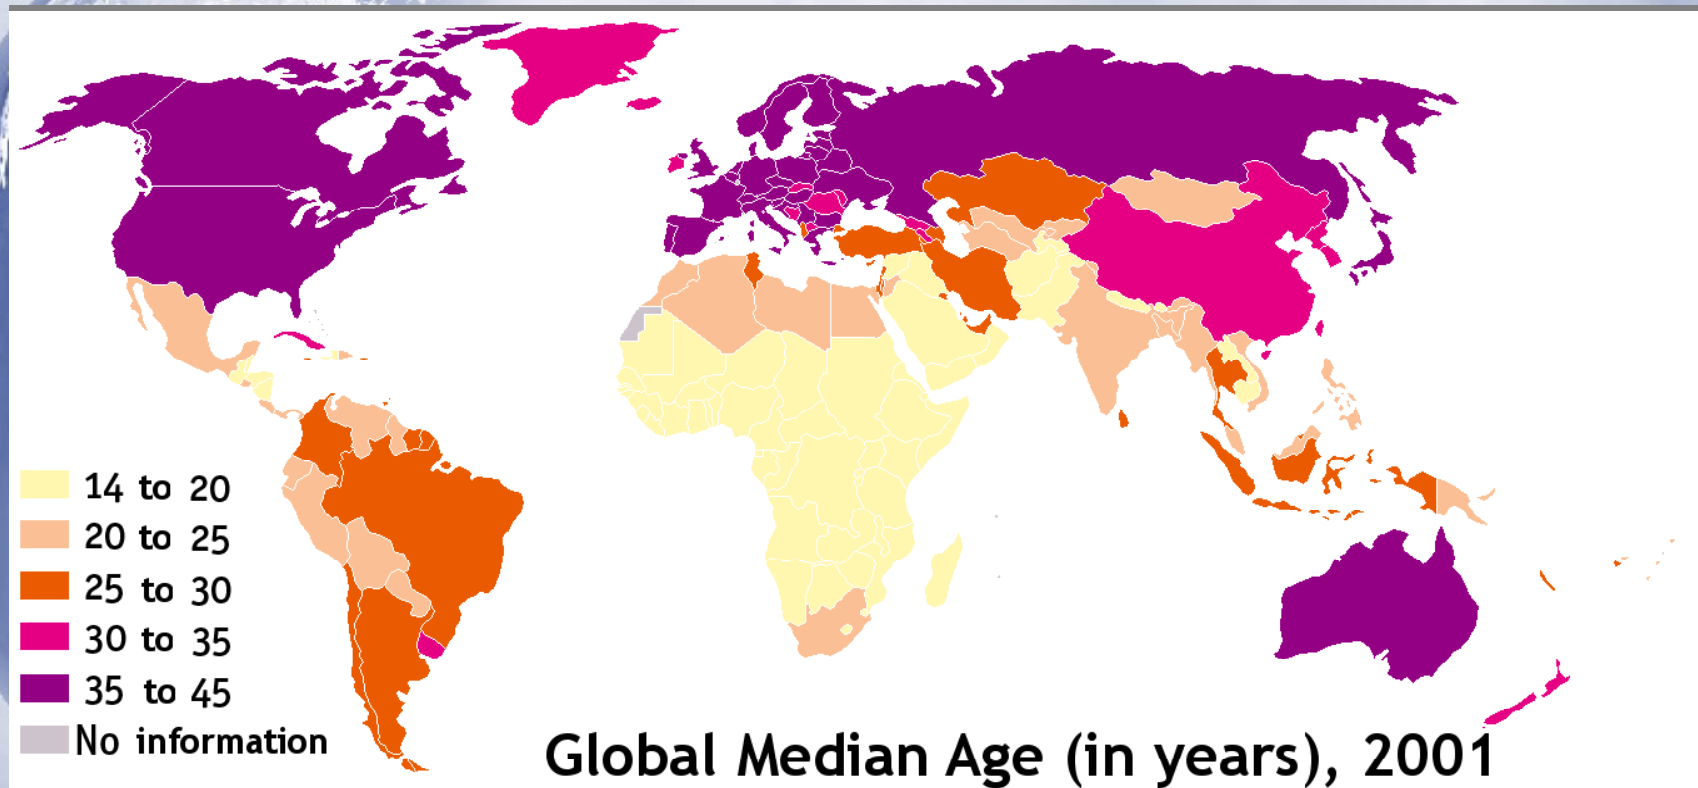 14 to 20
20 to 25
25 to 30
30 to 35
35 to 45
No information
Global Median Age (in years), 2001